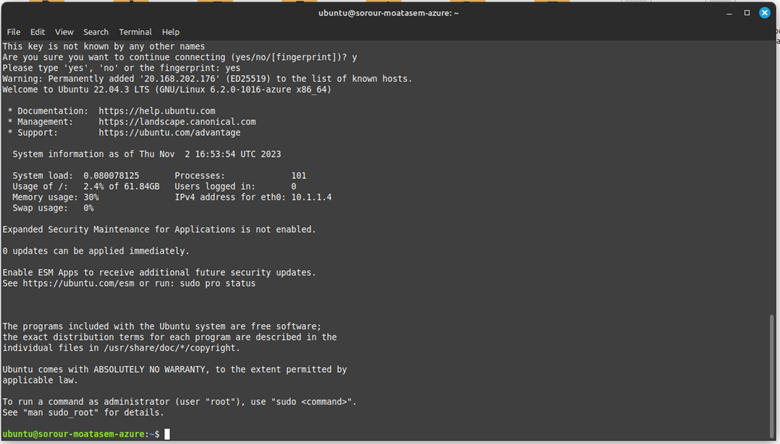 ubuntu@sorour-moatasem-azure: ~
File Edit View Search Terminal Help
This key is not known by any other names
Are you sure you want to continue connecting (yes/no/[fingerprint])? y
Please type 'yes', 'no' or the fingerprint: yes
Warning: Permanently added '20.168.202.176' (ED25519) to the list of known hosts.
Welcome to Ubuntu 22.04.3 LTS (GNU/Linux 6.2.0-1016-azure x86_64)
* Documentation:  https://help.ubuntu.com
* Management:     https://landscape.canonical.com
* Support:        https://ubuntu.com/advantage
System information as of Thu Nov  2 16:53:54 UTC 2023
System load:  0.080078125       Processes:             101
Usage of /:   2.4% of 61.84GB   Users logged in:       0
Memory usage: 30%               IPv4 address for eth0: 10.1.1.4
Swap usage:   0%
Expanded Security Maintenance for Applications is not enabled.
0 updates can be applied immediately.
Enable ESM Apps to receive additional future security updates.
See https://ubuntu.com/esm or run: sudo pro status
The programs included with the Ubuntu system are free software;
the exact distribution terms for each program are described in the
individual files in /usr/share/doc/*/copyright.
Ubuntu comes with ABSOLUTELY NO WARRANTY, to the extent permitted by
applicable law.
To run a command as administrator (user "root"), use "sudo <command>".
See "man sudo_root" for details.
ubuntu@sorour-moatasem-azure:~$